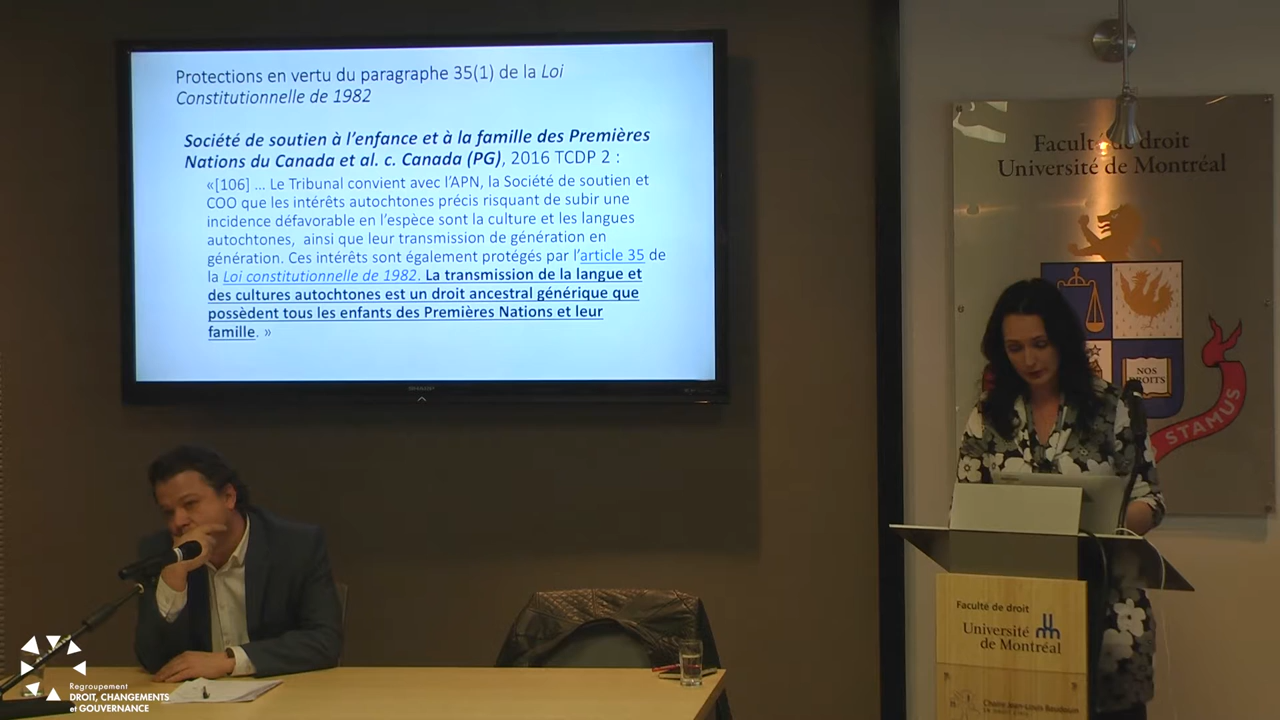 Protections en vertu du paragraphe 35(1) de la Loi
Constitutionnelle de 1982
Société de soutien à l'enfance et à la famille des Premières
Nations du Canada et al. c. Canada (PG), 2016 TCDP 2 :
«[106] ... Le Tribunal convient avec l'APN, la Société de soutien et
COO que les intérêts autochtones précis risquant de subir une
incidence défavorable en l'espèce sont la culture et les langues
autochtones, ainsi que leur transmission de génération en
génération. Ces intérêts sont également protégés par l'article 35 de
la Loi constitutionnelle de 1982. La transmission de la langue et
des cultures autochtones est un droit ancestral générique que
possèdent tous les enfants des Premières Nations et leur
famille. »
Faculté de droit
Université de Montréal
NOS
DROITS
STAMUS
Faculté de droit
Université
de Montréal
Chaire Jean-Louis Baudouin
Regroupement
DROIT, CHANGEMENTS
et GOUVERNANCE